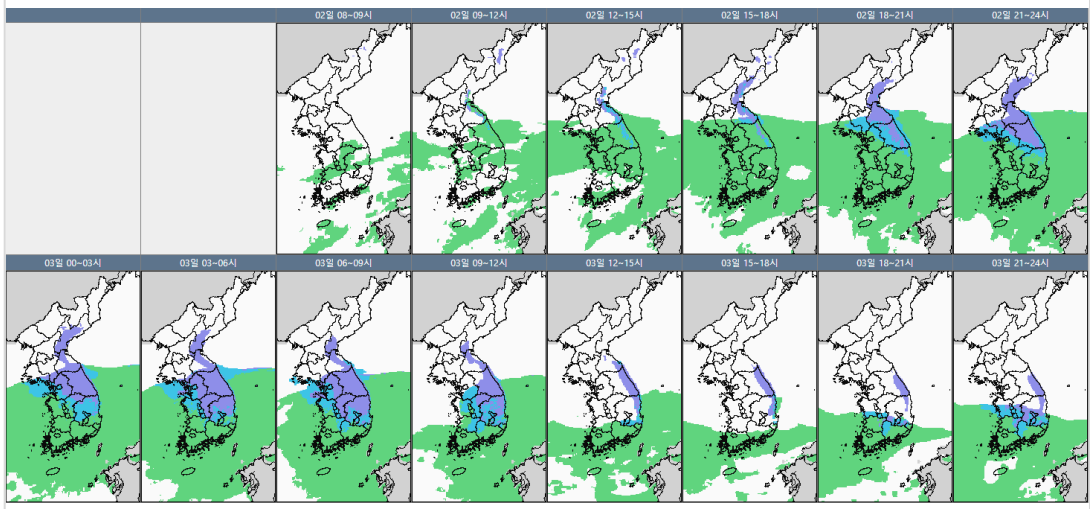 02일 08~09시
02일 09~12시
02일 12~15시
02일 15~18시
02일 18~21시
02일 21~24시
03일 00~03시
03일 03~06시
03일 06~09시
03일 09~12시
03일 12~15시
03일 15~18시
03일 18~21시
03일 21~24시